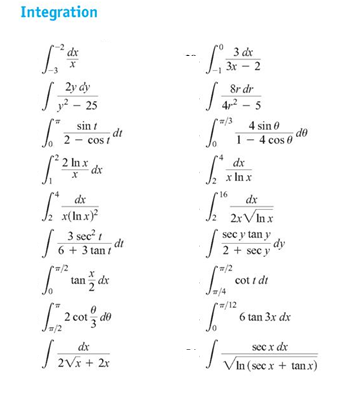 Integration
∫_{-3}^{-2} dx/x
∫_{-1}^{0} 3 dx/(3x − 2)
∫ 2y dy/(y² − 25)
∫ 8r dr/(4r² − 5)
∫_0^π sin t/(2 − cos t) dt
∫_0^{π/3} 4 sin θ/(1 − 4 cos θ) dθ
∫_1^2 2 ln x/x dx
∫_2^4 dx/(x ln x)
∫_2^4 dx/(x(ln x)²)
∫_2^{16} dx/(2x√(ln x))
∫ 3 sec² t/(6 + 3 tan t) dt
∫ sec y tan y/(2 + sec y) dy
∫_0^{π/2} tan x/2 dx
∫_{π/4}^{π/2} cot t dt
∫_{π/2}^{π} 2 cot θ/3 dθ
∫_0^{π/12} 6 tan 3x dx
∫ dx/(2√x + 2x)
∫ sec x dx/√(ln (sec x + tan x))